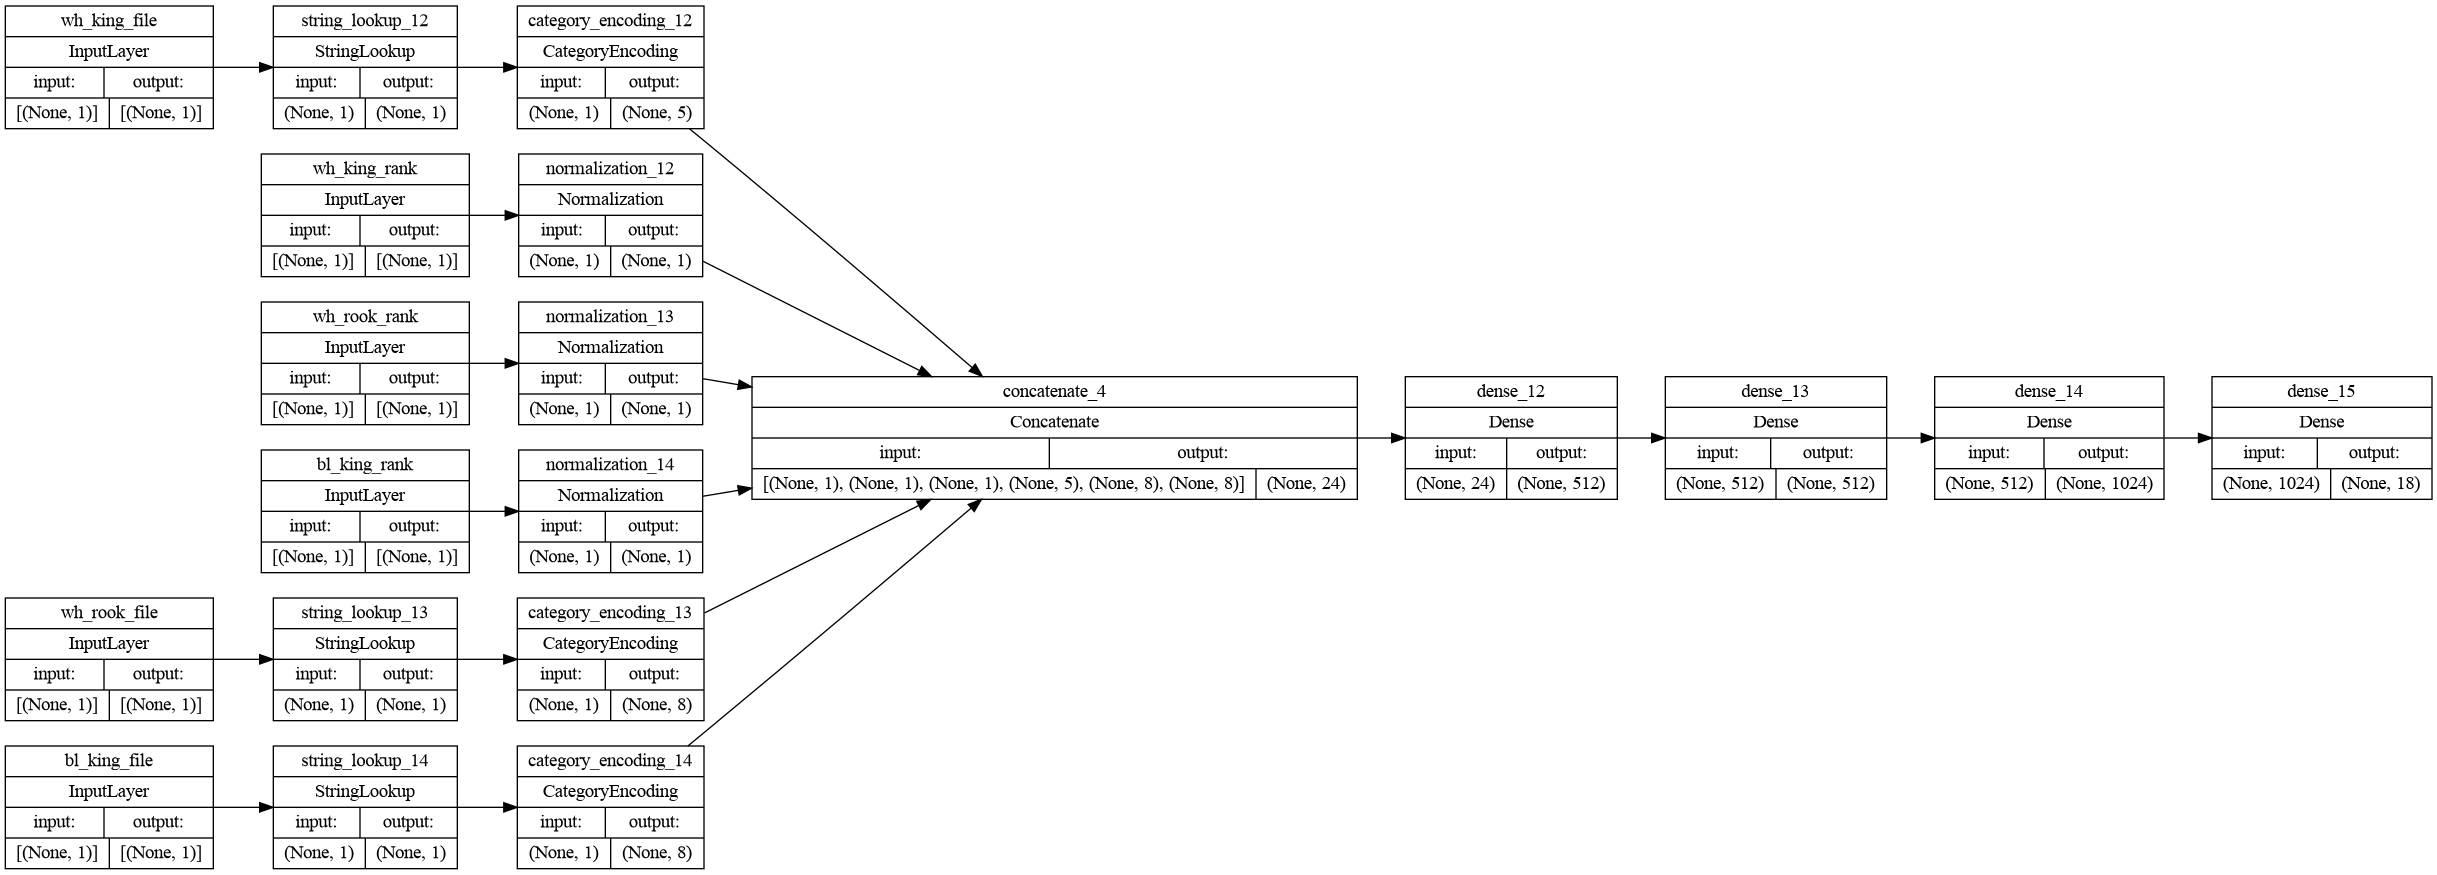 wh_king_file
InputLayer
input: output:
[(None, 1)] [(None, 1)]
string_lookup_12
StringLookup
input: output:
(None, 1) (None, 1)
category_encoding_12
CategoryEncoding
input: output:
(None, 1) (None, 5)
wh_king_rank
InputLayer
input: output:
[(None, 1)] [(None, 1)]
normalization_12
Normalization
input: output:
(None, 1) (None, 1)
wh_rook_rank
InputLayer
input: output:
[(None, 1)] [(None, 1)]
normalization_13
Normalization
input: output:
(None, 1) (None, 1)
bl_king_rank
InputLayer
input: output:
[(None, 1)] [(None, 1)]
normalization_14
Normalization
input: output:
(None, 1) (None, 1)
wh_rook_file
InputLayer
input: output:
[(None, 1)] [(None, 1)]
string_lookup_13
StringLookup
input: output:
(None, 1) (None, 1)
category_encoding_13
CategoryEncoding
input: output:
(None, 1) (None, 8)
bl_king_file
InputLayer
input: output:
[(None, 1)] [(None, 1)]
string_lookup_14
StringLookup
input: output:
(None, 1) (None, 1)
category_encoding_14
CategoryEncoding
input: output:
(None, 1) (None, 8)
concatenate_4
Concatenate
input: output:
[(None, 1), (None, 1), (None, 1), (None, 5), (None, 8), (None, 8)] (None, 24)
dense_12
Dense
input: output:
(None, 24) (None, 512)
dense_13
Dense
input: output:
(None, 512) (None, 512)
dense_14
Dense
input: output:
(None, 512) (None, 1024)
dense_15
Dense
input: output:
(None, 1024) (None, 18)